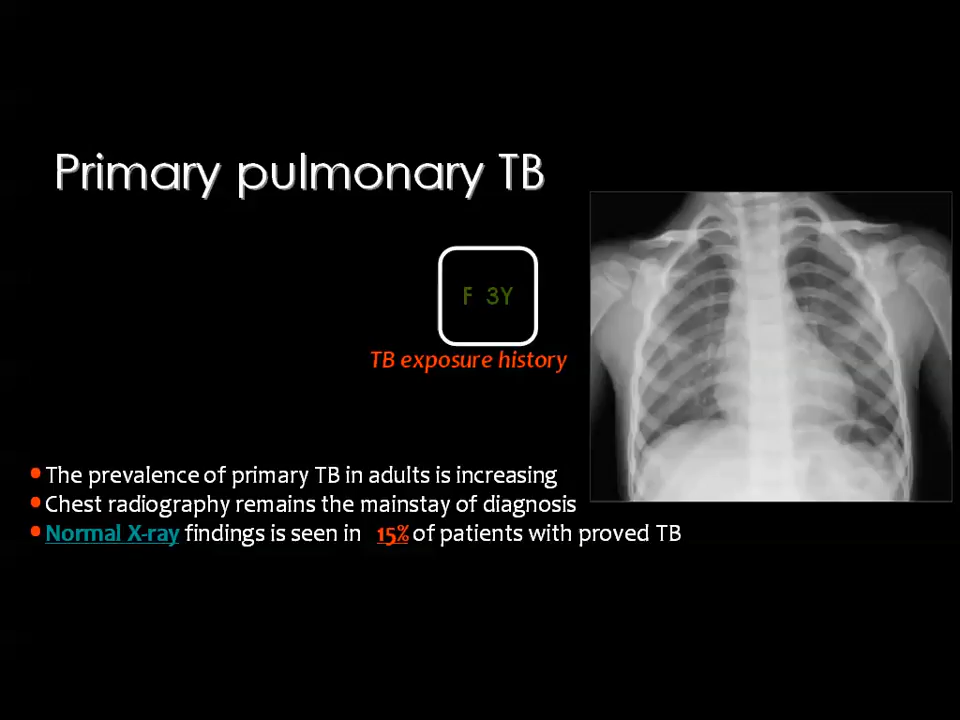 Primary pulmonary TB
F 3Y
TB exposure history
• The prevalence of primary TB in adults is increasing
• Chest radiography remains the mainstay of diagnosis
• Normal X-ray findings is seen in 15% of patients with proved TB